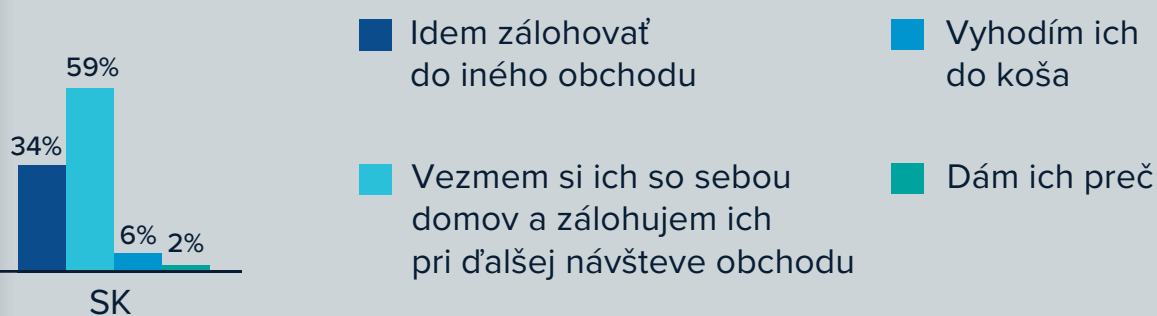 59%
34%
6%
2%
SK
Idem zálohovať
do iného obchodu
Vezmem si ich so sebou
domov a zálohujem ich
pri ďalšej návšteve obchodu
Vyhodím ich
do koša
Dám ich preč